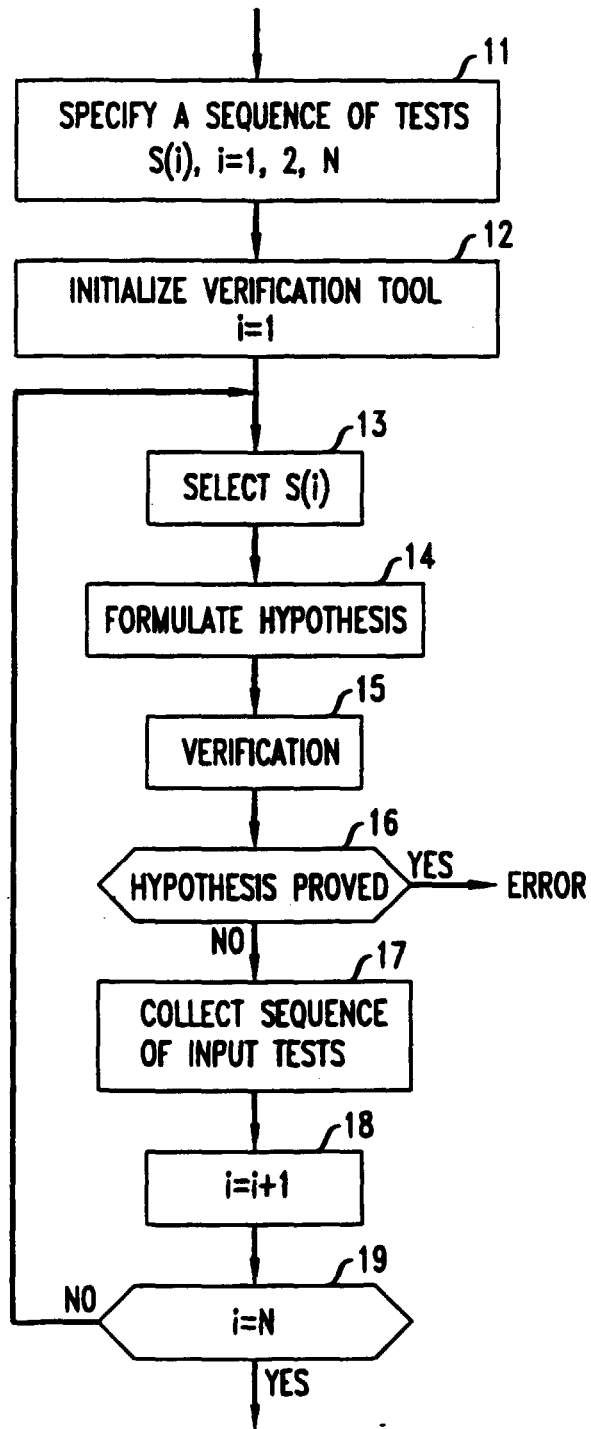 11
SPECIFY A SEQUENCE OF TESTS
S(i), i=1, 2, N
12
INITIALIZE VERIFICATION TOOL
i=1
13
SELECT S(i)
14
FORMULATE HYPOTHESIS
15
VERIFICATION
16
HYPOTHESIS PROVED
YES
ERROR
NO
17
COLLECT SEQUENCE
OF INPUT TESTS
18
i=i+1
19
NO
i=N
YES